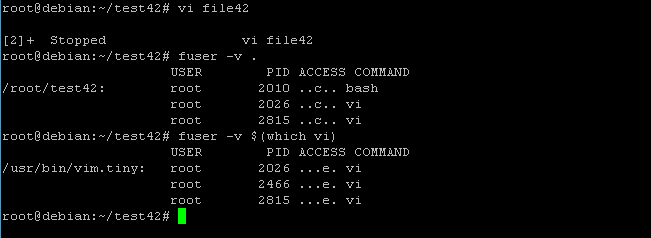 root@debian:~/test42# vi file42
[2]+  Stopped                 vi file42
root@debian:~/test42# fuser -v .
                     USER        PID ACCESS COMMAND
/root/test42:        root       2010 ..c.. bash
                     root       2026 ..c.. vi
                     root       2815 ..c.. vi
root@debian:~/test42# fuser -v $(which vi)
                     USER        PID ACCESS COMMAND
/usr/bin/vim.tiny:   root       2026 ...e. vi
                     root       2466 ...e. vi
                     root       2815 ...e. vi
root@debian:~/test42#